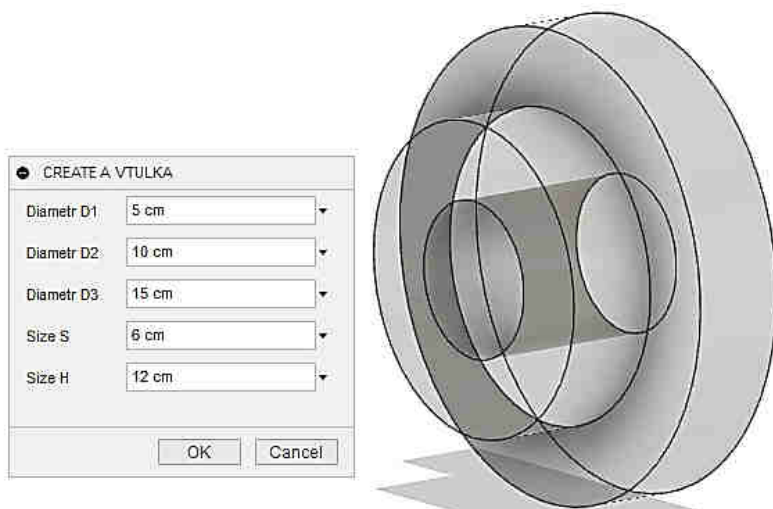 CREATE A VTULKA
Diametr D1 5 cm
Diametr D2 10 cm
Diametr D3 15 cm
Size S 6 cm
Size H 12 cm
OK Cancel